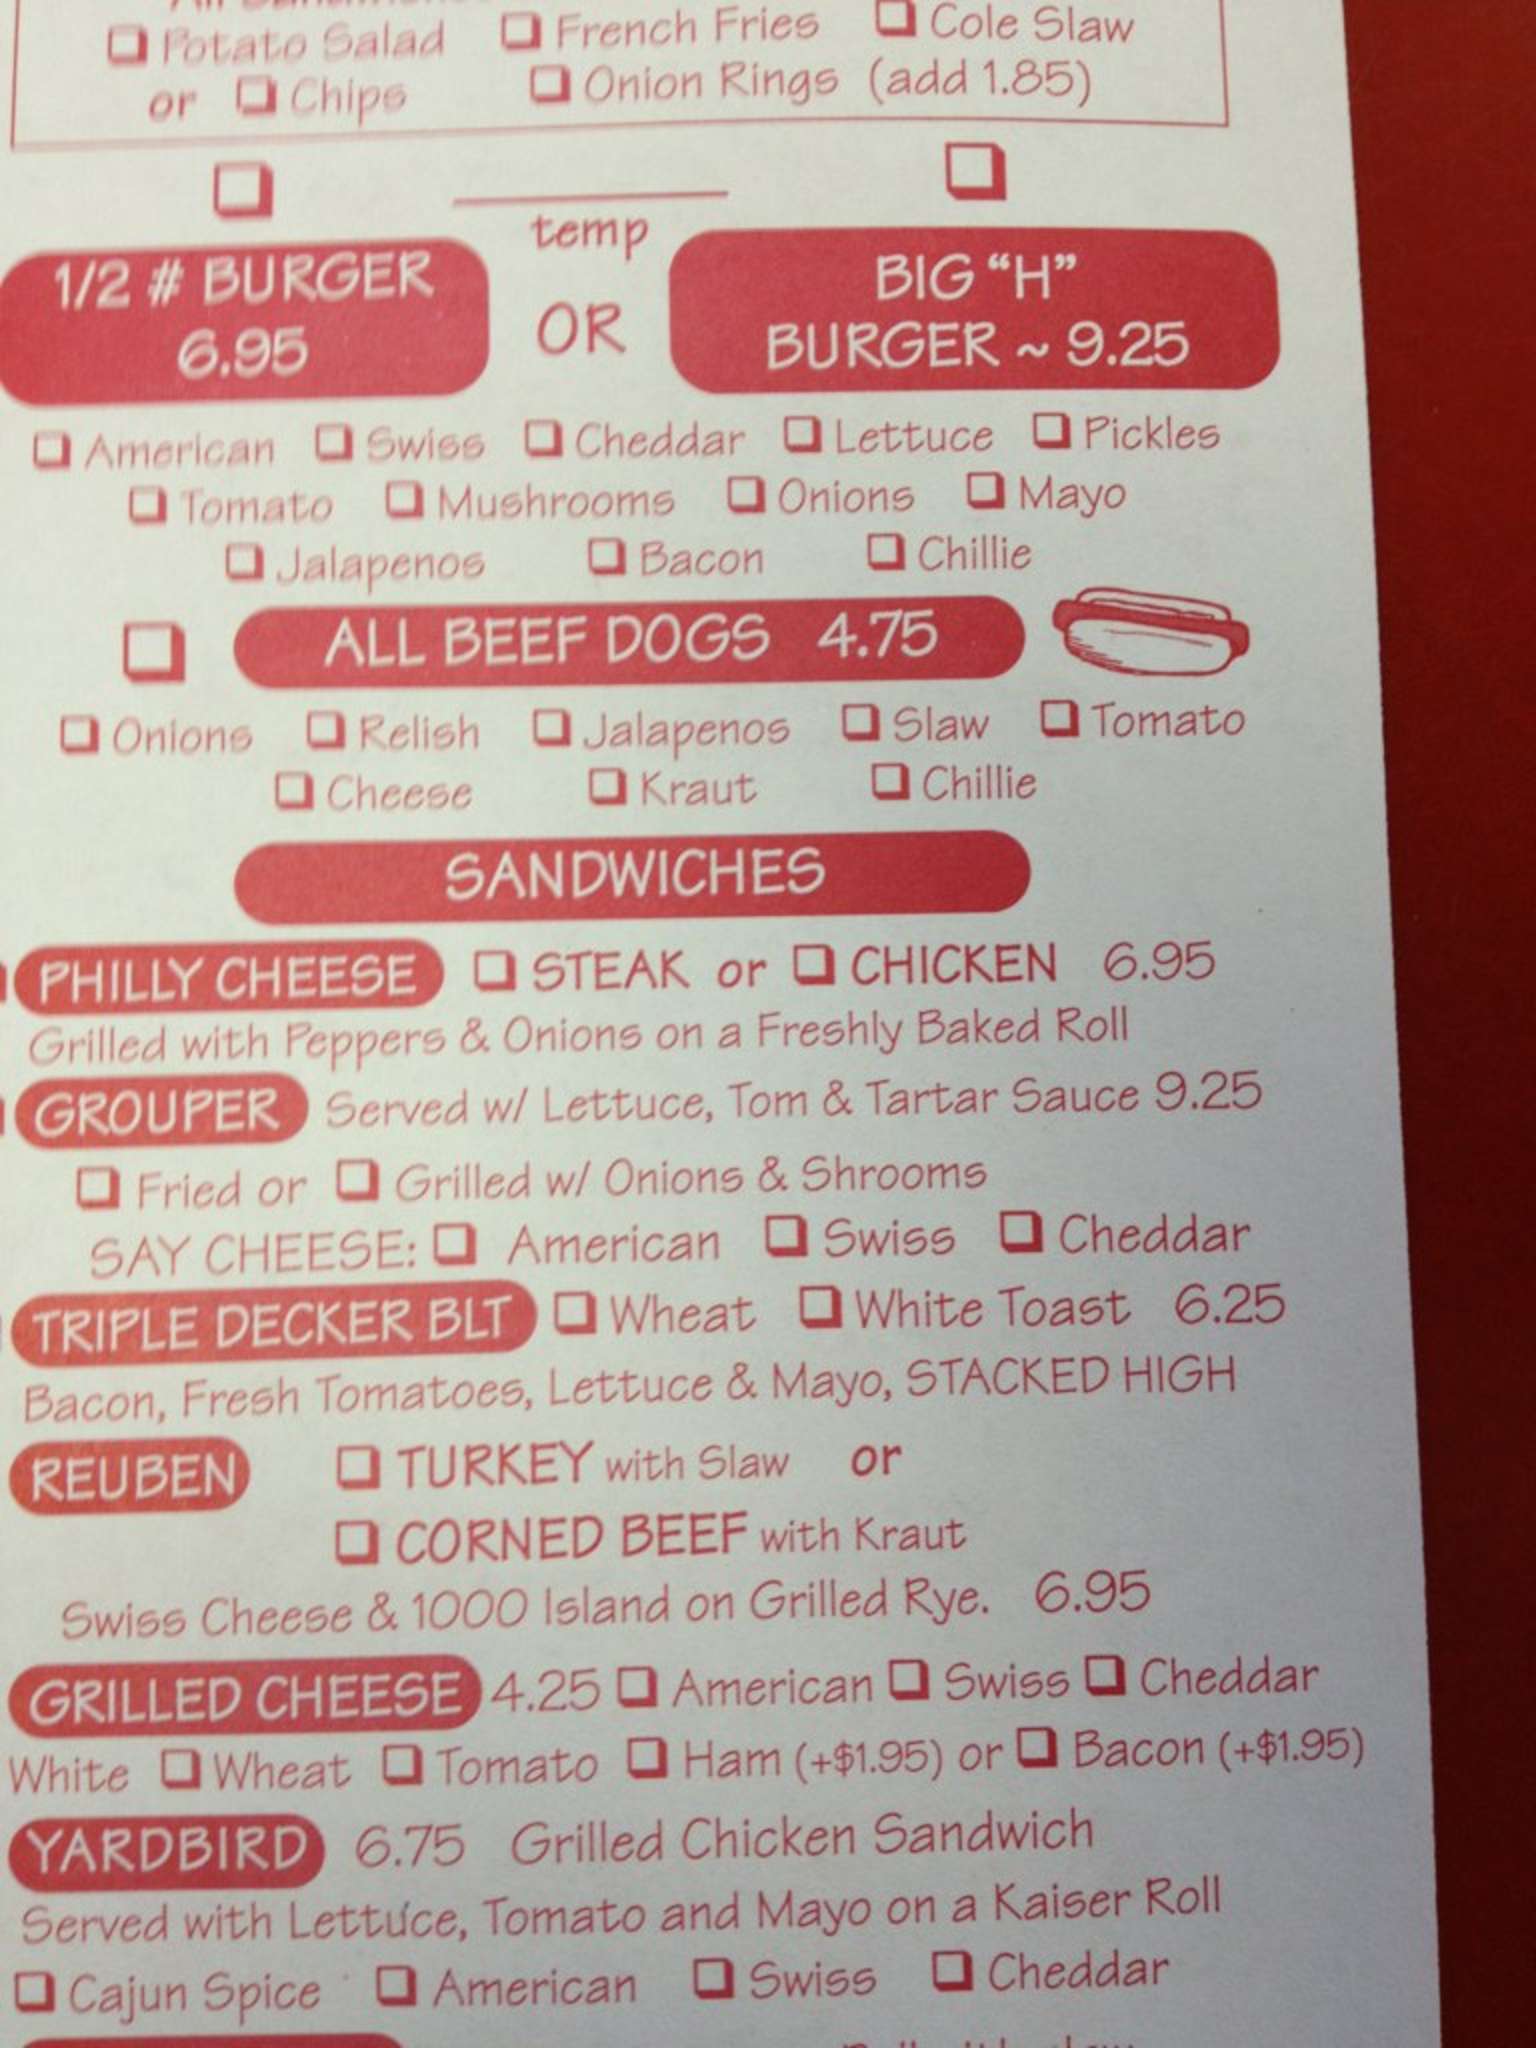 Potato Salad French Fries Cole Slaw
or Chips Onion Rings (add 1.85)
temp
1/2 # BURGER
6.95
OR
BIG “H”
BURGER ~ 9.25
American Swiss Cheddar Lettuce Pickles
Tomato Mushrooms Onions Mayo
Jalapenos Bacon Chillie
ALL BEEF DOGS 4.75
Onions Relish Jalapenos Slaw Tomato
Cheese Kraut Chillie
SANDWICHES
PHILLY CHEESE STEAK or CHICKEN 6.95
Grilled with Peppers & Onions on a Freshly Baked Roll
GROUPER Served w/ Lettuce, Tom & Tartar Sauce 9.25
Fried or Grilled w/ Onions & Shrooms
SAY CHEESE: American Swiss Cheddar
TRIPLE DECKER BLT Wheat White Toast 6.25
Bacon, Fresh Tomatoes, Lettuce & Mayo, STACKED HIGH
REUBEN TURKEY with Slaw or
CORNED BEEF with Kraut
Swiss Cheese & 1000 Island on Grilled Rye. 6.95
GRILLED CHEESE 4.25 American Swiss Cheddar
White Wheat Tomato Ham (+$1.95) or Bacon (+$1.95)
YARDBIRD 6.75 Grilled Chicken Sandwich
Served with Lettuce, Tomato and Mayo on a Kaiser Roll
Cajun Spice American Swiss Cheddar